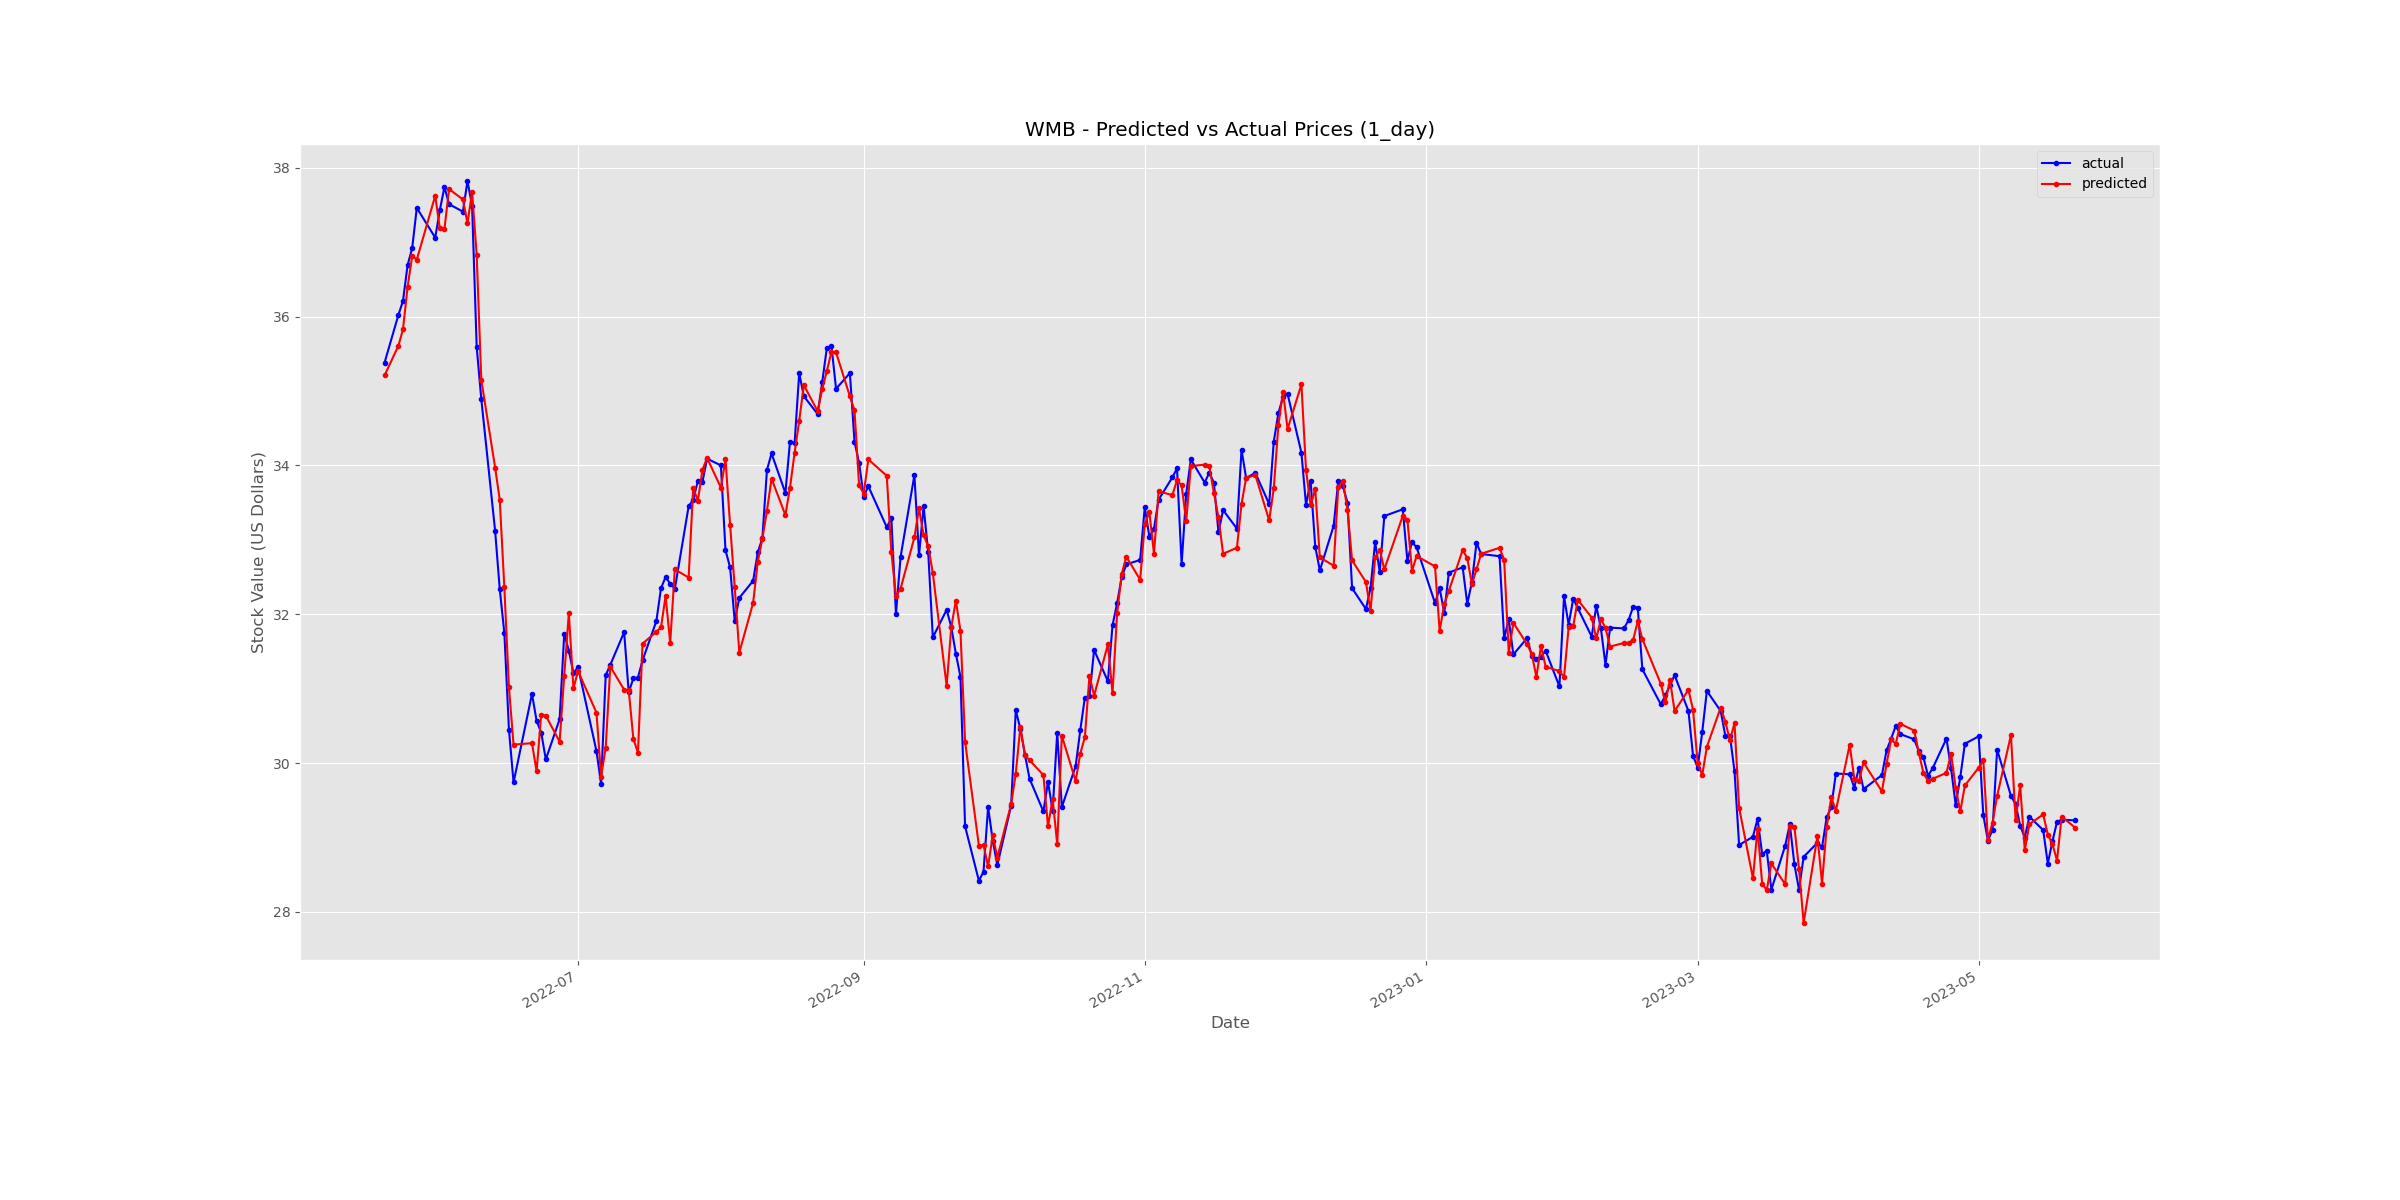 WMB - Predicted vs Actual Prices (1_day)
actual
predicted
38
36
34
32
30
28
Stock Value (US Dollars)
2022-07
2022-09
2022-11
2023-01
2023-03
2023-05
Date